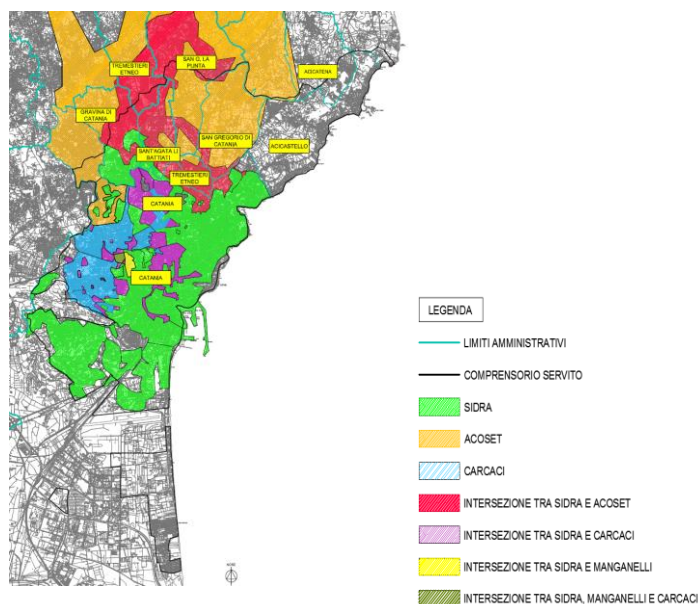 SAN G. LA
PUNTA
TREMESTIERI
ETNEO
ACICATENA
GRAVINA DI
CATANIA
SAN GREGORIO DI
CATANIA
ACICASTELLO
SANT'AGATA LI
BATTIATI
TREMESTIERI
ETNEO
CATANIA
CATANIA
LEGENDA
LIMITI AMMINISTRATIVI
COMPRENSORIO SERVITO
SIDRA
ACOSET
CARCACI
INTERSEZIONE TRA SIDRA E ACOSET
INTERSEZIONE TRA SIDRA E CARCACI
INTERSEZIONE TRA SIDRA E MANGANELLI
INTERSEZIONE TRA SIDRA, MANGANELLI E CARCACI